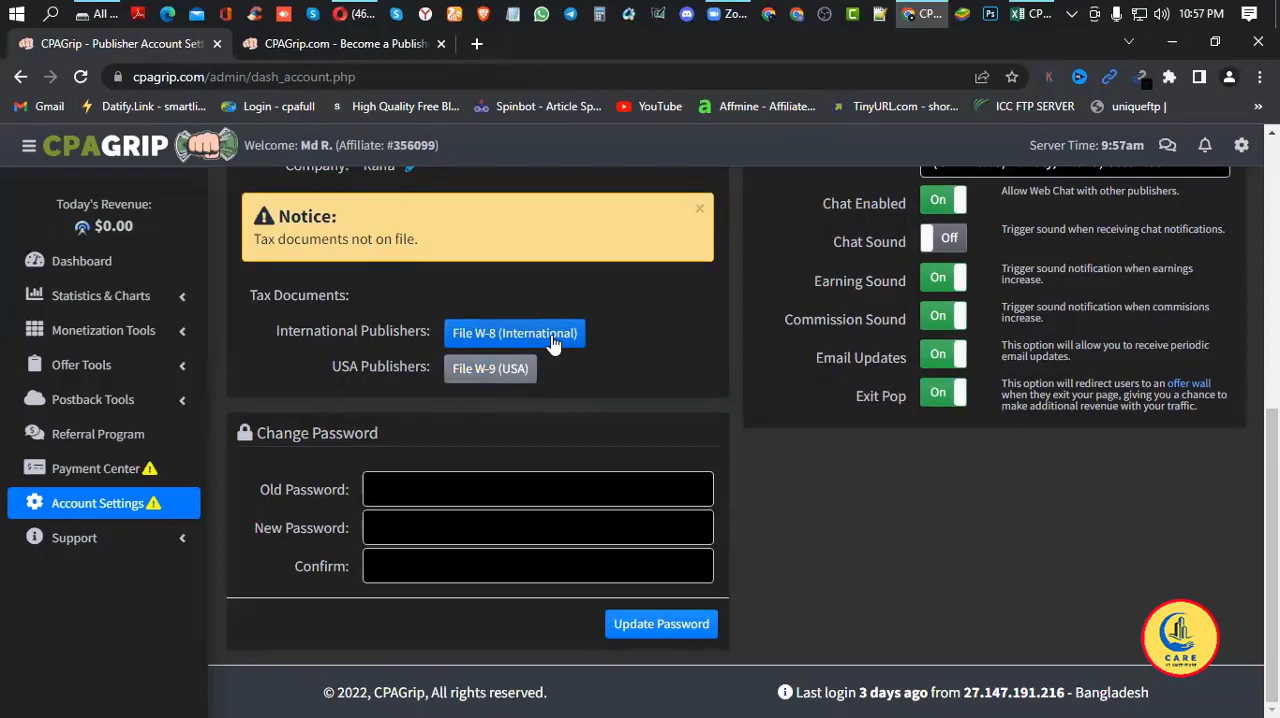 All ...
(46...
Zo...
CP...
Ps
CP...
10:57 PM
CPAGrip - Publisher Account Setti
CPAGrip.com - Become a Publish
cpagrip.com/admin/dash_account.php
Gmail
Datify.Link - smartli...
Login - cpafull
High Quality Free Bl...
Spinbot - Article Sp...
YouTube
Affmine - Affiliate...
TinyURL.com - shor...
ICC FTP SERVER
uniqueftp |
»
CPAGRIP
Welcome: Md R. (Affiliate: #356099)
Server Time: 9:57am
Today's Revenue:
$0.00
Dashboard
Statistics & Charts
Monetization Tools
Offer Tools
Postback Tools
Referral Program
Payment Center
Account Settings
Support
Company: Rana
Notice:
Tax documents not on file.
Tax Documents:
International Publishers: File W-8 (International)
USA Publishers: File W-9 (USA)
Change Password
Old Password:
New Password:
Confirm:
Update Password
Chat Enabled On Allow Web Chat with other publishers.
Chat Sound Off Trigger sound when receiving chat notifications.
Earning Sound On Trigger sound notification when earnings
increase.
Commission Sound On Trigger sound notification when commisions
increase.
Email Updates On This option will allow you to receive periodic
email updates.
Exit Pop On This option will redirect users to an offer wall
when they exit your page, giving you a chance to
make additional revenue with your traffic.
CARE
© 2022, CPAGrip, All rights reserved.
Last login 3 days ago from 27.147.191.216 - Bangladesh